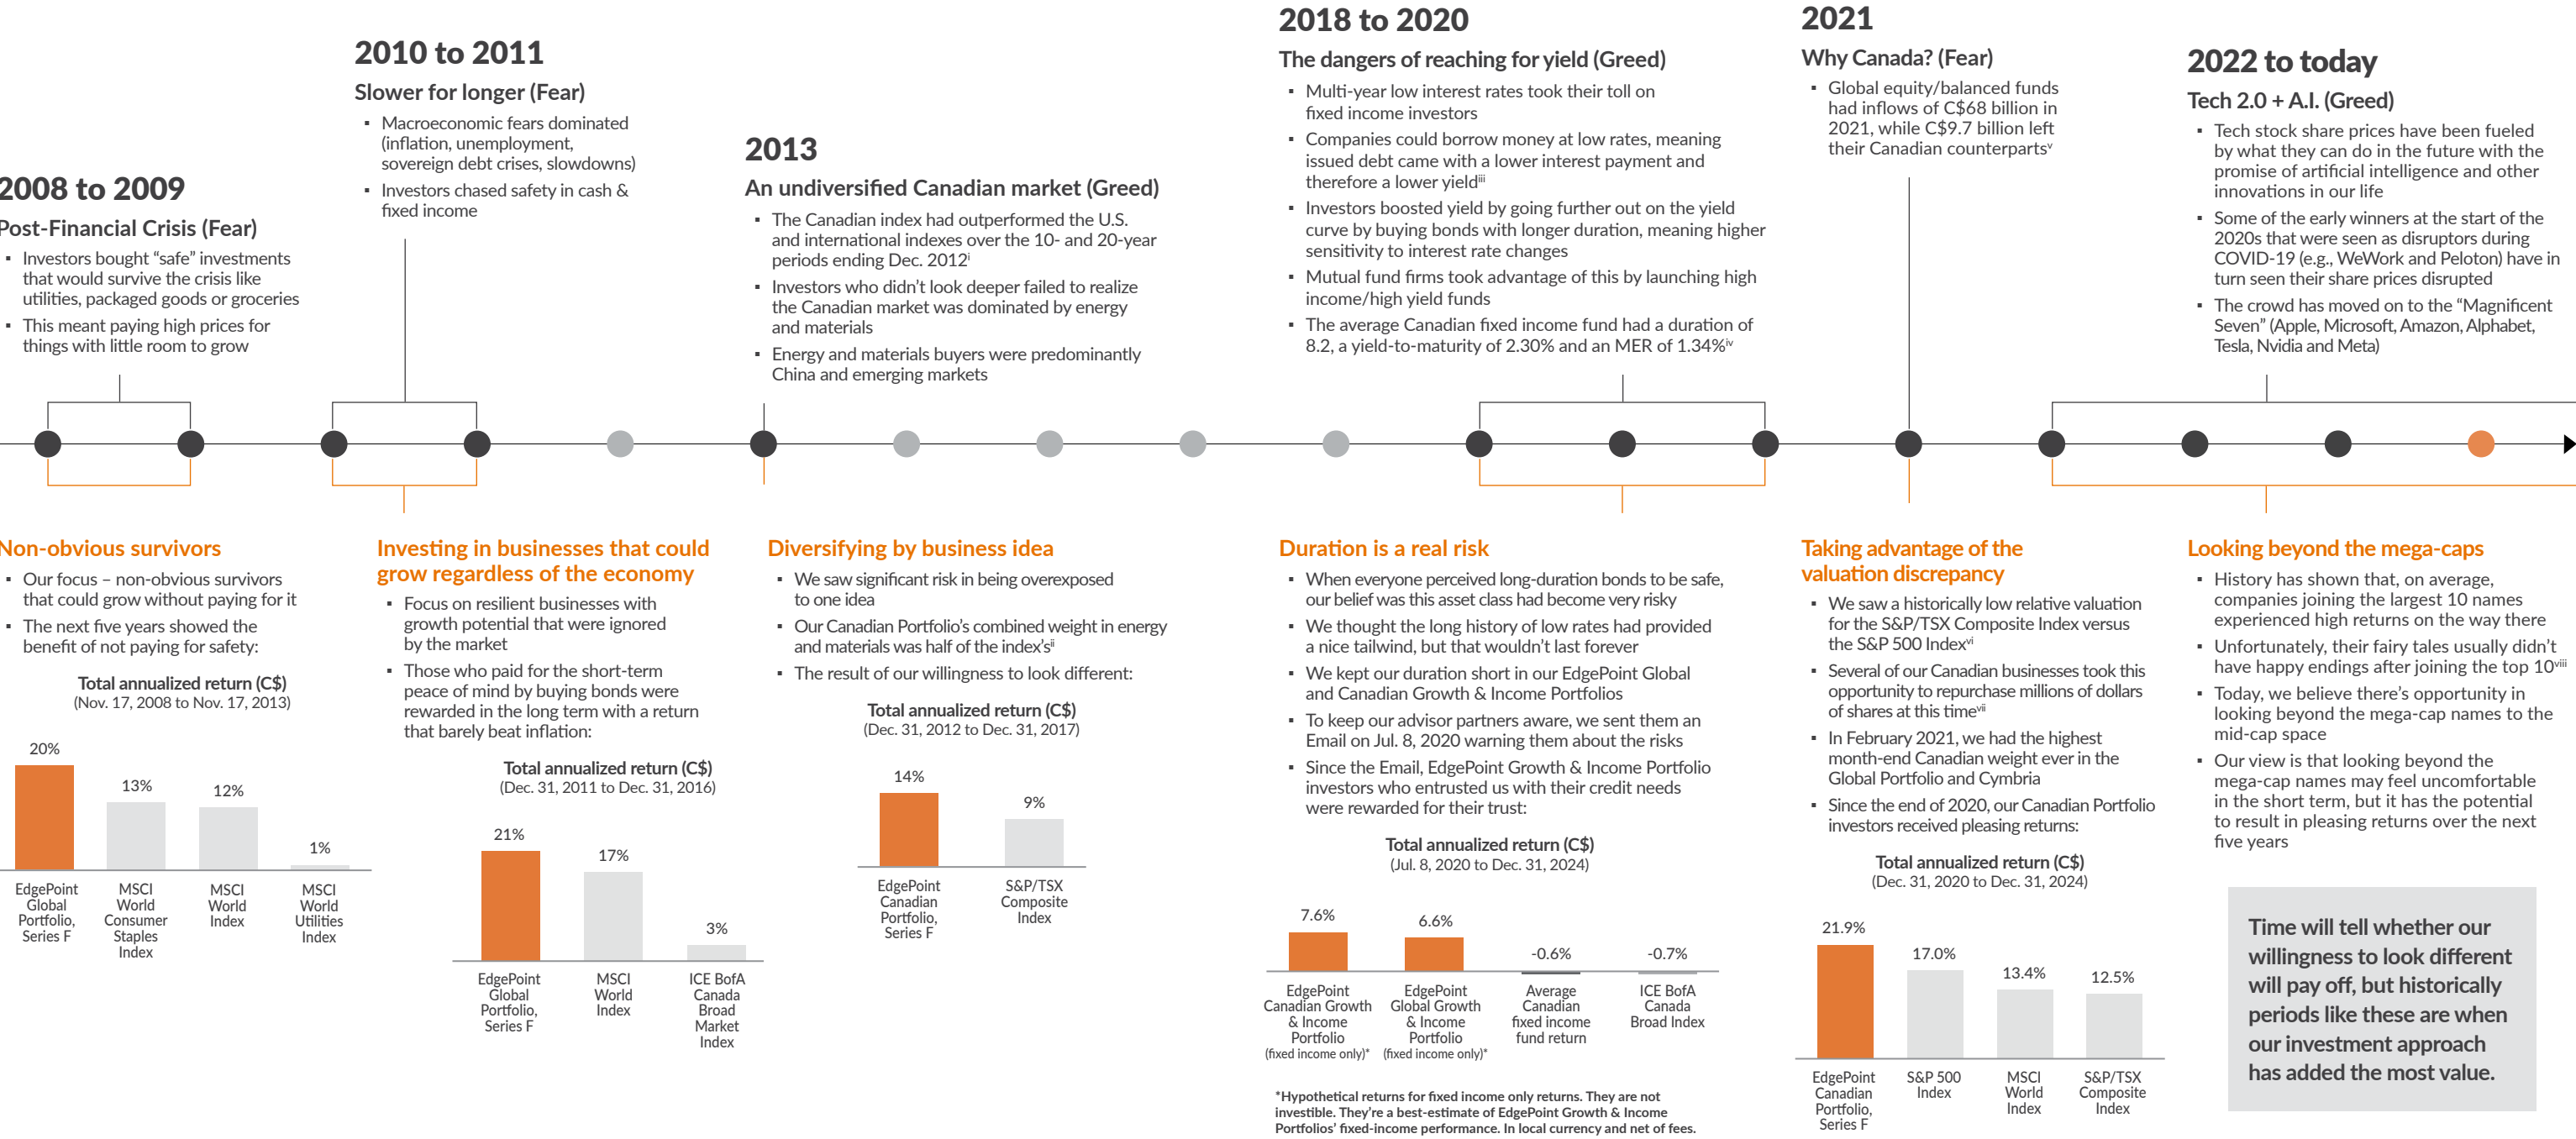 2008 to 2009
Post-Financial Crisis (Fear)
▪ Investors bought “safe” investments
that would survive the crisis like
utilities, packaged goods or groceries
▪ This meant paying high prices for
things with little room to grow
2010 to 2011
Slower for longer (Fear)
▪ Macroeconomic fears dominated
(inflation, unemployment,
sovereign debt crises, slowdowns)
▪ Investors chased safety in cash &
fixed income
2013
An undiversified Canadian market (Greed)
▪ The Canadian index had outperformed the U.S.
and international indexes over the 10- and 20-year
periods ending Dec. 2012ⁱ
▪ Investors who didn’t look deeper failed to realize
the Canadian market was dominated by energy
and materials
▪ Energy and materials buyers were predominantly
China and emerging markets
2018 to 2020
The dangers of reaching for yield (Greed)
▪ Multi-year low interest rates took their toll on
fixed income investors
▪ Companies could borrow money at low rates, meaning
issued debt came with a lower interest payment and
therefore a lower yieldⁱⁱⁱ
▪ Investors boosted yield by going further out on the yield
curve by buying bonds with longer duration, meaning higher
sensitivity to interest rate changes
▪ Mutual fund firms took advantage of this by launching high
income/high yield funds
▪ The average Canadian fixed income fund had a duration of
8.2, a yield-to-maturity of 2.30% and an MER of 1.34%ⁱᵛ
2021
Why Canada? (Fear)
▪ Global equity/balanced funds
had inflows of C$68 billion in
2021, while C$9.7 billion left
their Canadian counterpartsᵛ
2022 to today
Tech 2.0 + A.I. (Greed)
▪ Tech stock share prices have been fueled
by what they can do in the future with the
promise of artificial intelligence and other
innovations in our life
▪ Some of the early winners at the start of the
2020s that were seen as disruptors during
COVID-19 (e.g., WeWork and Peloton) have in
turn seen their share prices disrupted
▪ The crowd has moved on to the “Magnificent
Seven” (Apple, Microsoft, Amazon, Alphabet,
Tesla, Nvidia and Meta)
Non-obvious survivors
▪ Our focus – non-obvious survivors
that could grow without paying for it
▪ The next five years showed the
benefit of not paying for safety:
Total annualized return (C$)
(Nov. 17, 2008 to Nov. 17, 2013)
20%
13%
12%
1%
EdgePoint
Global
Portfolio,
Series F
MSCI
World
Consumer
Staples
Index
MSCI
World
Index
MSCI
World
Utilities
Index
Investing in businesses that could
grow regardless of the economy
▪ Focus on resilient businesses with
growth potential that were ignored
by the market
▪ Those who paid for the short-term
peace of mind by buying bonds were
rewarded in the long term with a return
that barely beat inflation:
Total annualized return (C$)
(Dec. 31, 2011 to Dec. 31, 2016)
21%
17%
3%
EdgePoint
Global
Portfolio,
Series F
MSCI
World
Index
ICE BofA
Canada
Broad
Market
Index
Diversifying by business idea
▪ We saw significant risk in being overexposed
to one idea
▪ Our Canadian Portfolio’s combined weight in energy
and materials was half of the index’sⁱⁱ
▪ The result of our willingness to look different:
Total annualized return (C$)
(Dec. 31, 2012 to Dec. 31, 2017)
14%
9%
EdgePoint
Canadian
Portfolio,
Series F
S&P/TSX
Composite
Index
Duration is a real risk
▪ When everyone perceived long-duration bonds to be safe,
our belief was this asset class had become very risky
▪ We thought the long history of low rates had provided
a nice tailwind, but that wouldn’t last forever
▪ We kept our duration short in our EdgePoint Global
and Canadian Growth & Income Portfolios
▪ To keep our advisor partners aware, we sent them an
Email on Jul. 8, 2020 warning them about the risks
▪ Since the Email, EdgePoint Growth & Income Portfolio
investors who entrusted us with their credit needs
were rewarded for their trust:
Total annualized return (C$)
(Jul. 8, 2020 to Dec. 31, 2024)
7.6%
6.6%
-0.6%
-0.7%
EdgePoint
Canadian Growth
& Income
Portfolio
(fixed income only)*
EdgePoint
Global Growth
& Income
Portfolio
(fixed income only)*
Average
Canadian
fixed income
fund return
ICE BofA
Canada
Broad Index
*Hypothetical returns for fixed income only returns. They are not
investible. They’re a best-estimate of EdgePoint Growth & Income
Portfolios’ fixed-income performance. In local currency and net of fees.
Taking advantage of the
valuation discrepancy
▪ We saw a historically low relative valuation
for the S&P/TSX Composite Index versus
the S&P 500 Indexᵛⁱ
▪ Several of our Canadian businesses took this
opportunity to repurchase millions of dollars
of shares at this timeᵛⁱⁱ
▪ In February 2021, we had the highest
month-end Canadian weight ever in the
Global Portfolio and Cymbria
▪ Since the end of 2020, our Canadian Portfolio
investors received pleasing returns:
Total annualized return (C$)
(Dec. 31, 2020 to Dec. 31, 2024)
21.9%
17.0%
13.4%
12.5%
EdgePoint
Canadian
Portfolio,
Series F
S&P 500
Index
MSCI
World
Index
S&P/TSX
Composite
Index
Looking beyond the mega-caps
▪ History has shown that, on average,
companies joining the largest 10 names
experienced high returns on the way there
▪ Unfortunately, their fairy tales usually didn’t
have happy endings after joining the top 10ᵛⁱⁱⁱ
▪ Today, we believe there’s opportunity in
looking beyond the mega-cap names to the
mid-cap space
▪ Our view is that looking beyond the
mega-cap names may feel uncomfortable
in the short term, but it has the potential
to result in pleasing returns over the next
five years
Time will tell whether our
willingness to look different
will pay off, but historically
periods like these are when
our investment approach
has added the most value.